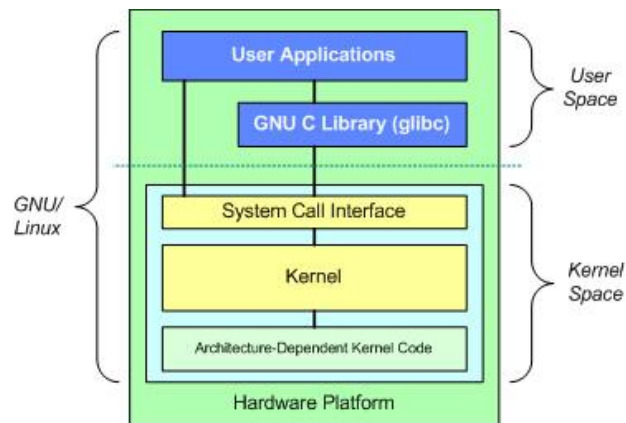 User Applications
User
Space
GNU C Library (glibc)
GNU/
Linux
System Call Interface
Kernel
Kernel
Space
Architecture-Dependent Kernel Code
Hardware Platform